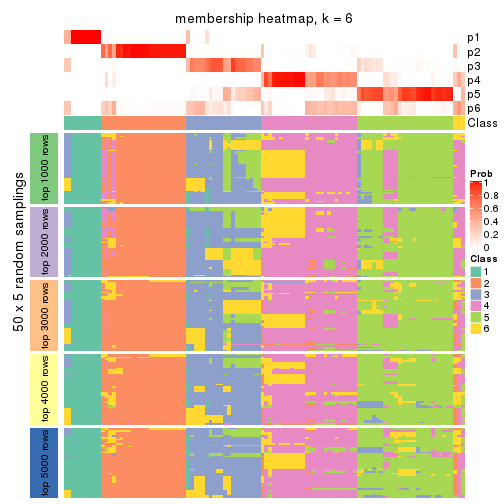 membership heatmap, k = 6
p1
p2
p3
p4
p5
p6
Class
50 x 5 random samplings
top 1000 rows
top 2000 rows
top 3000 rows
top 4000 rows
top 5000 rows
Prob
1
0.8
0.6
0.4
0.2
0
Class
1
2
3
4
5
6